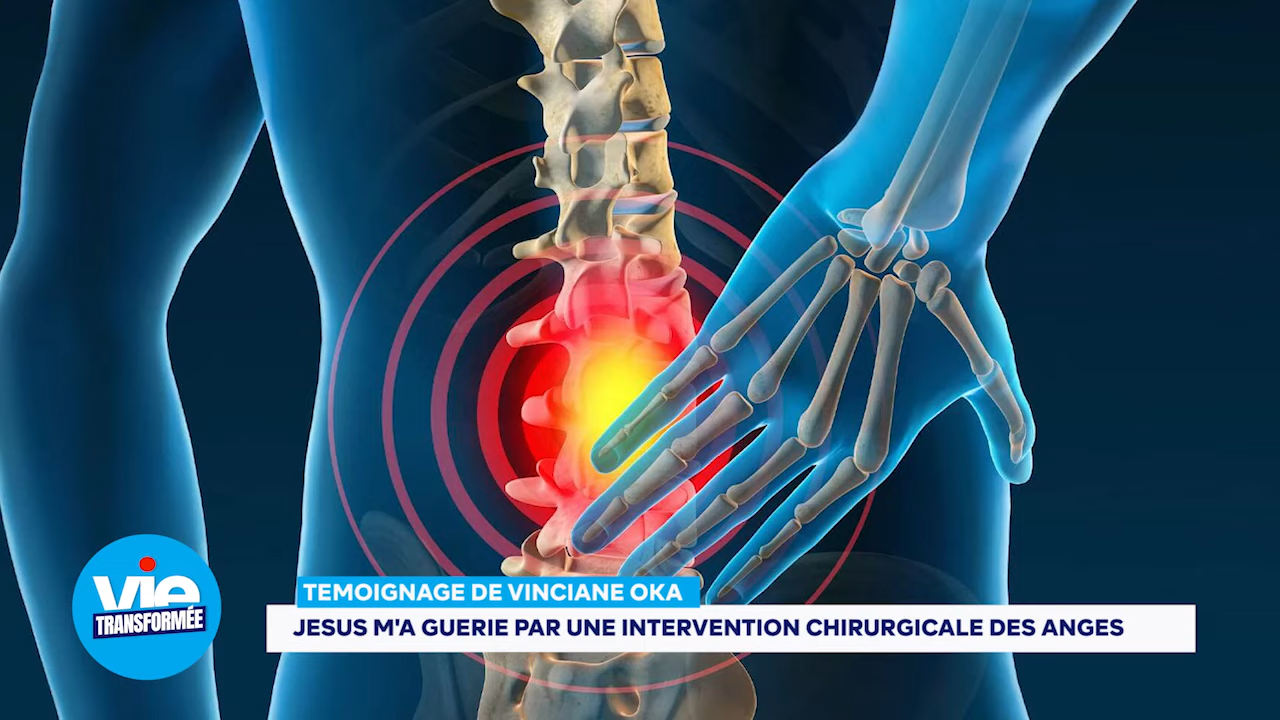 vie
TRANSFORMÉE
TEMOIGNAGE DE VINCIANE OKA
JESUS M'A GUERIE PAR UNE INTERVENTION CHIRURGICALE DES ANGES